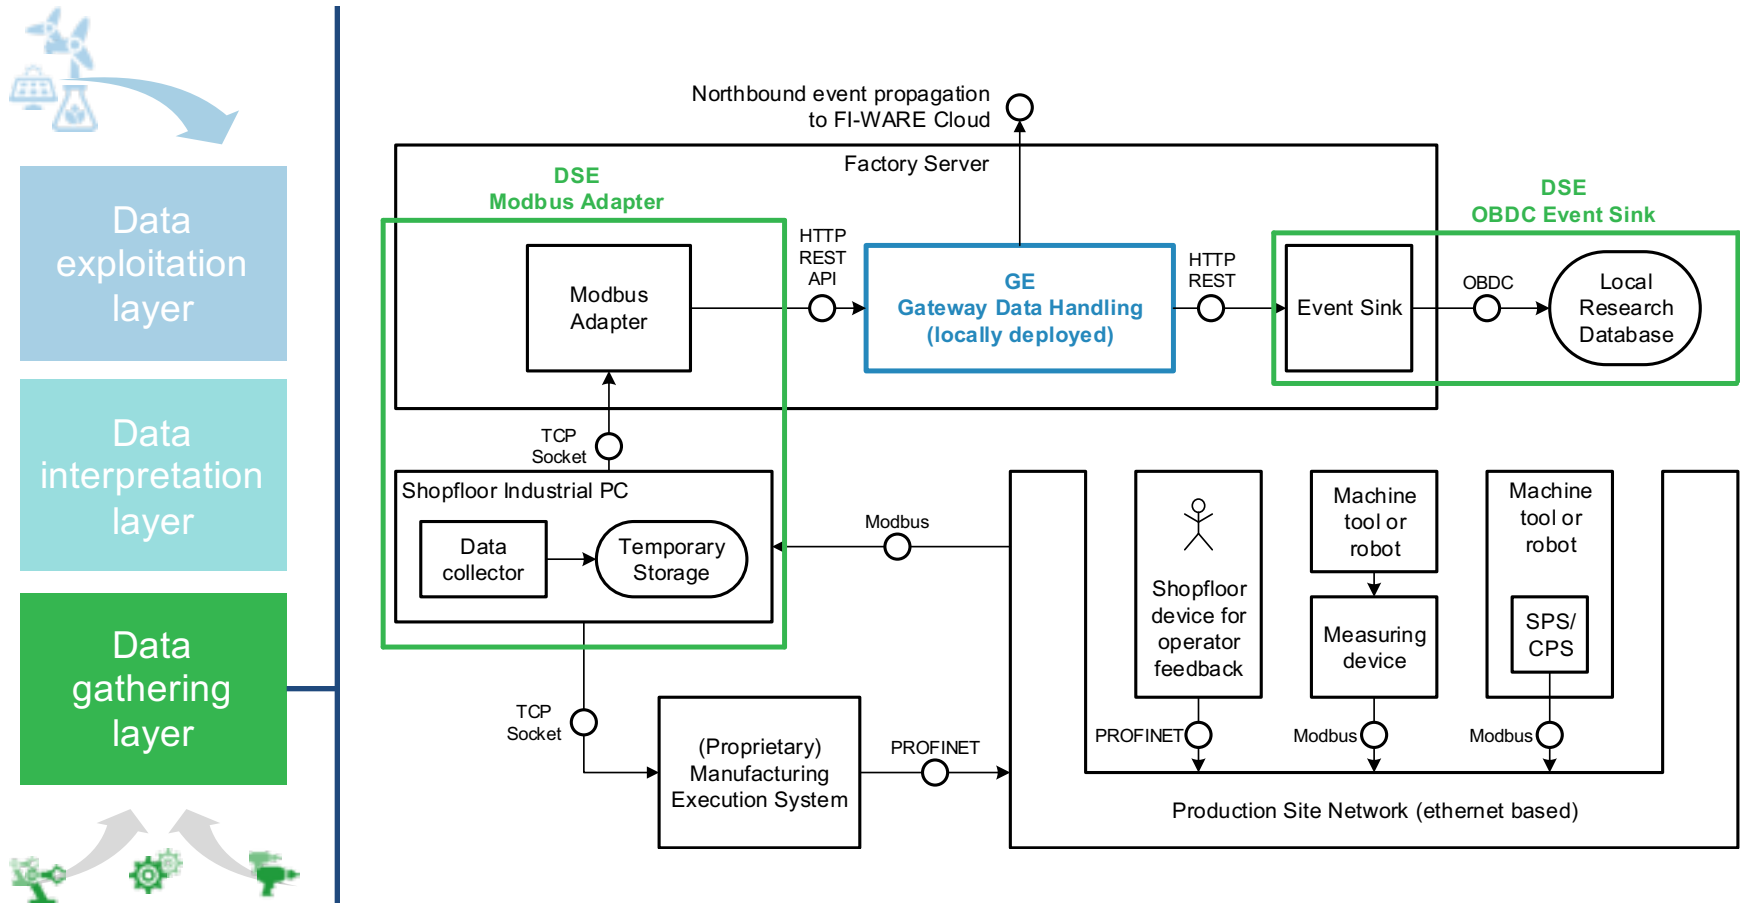 Data
exploitation
layer
Data
interpretation
layer
Data
gathering
layer
Northbound event propagation
to FI-WARE Cloud
Factory Server
DSE
Modbus Adapter
DSE
OBDC Event Sink
Modbus
Adapter
HTTP
REST
API
GE
Gateway Data Handling
(locally deployed)
HTTP
REST
Event Sink
OBDC
Local
Research
Database
TCP
Socket
Shopfloor Industrial PC
Data
collector
Temporary
Storage
Modbus
Shopfloor
device for
operator
feedback
Machine
tool or
robot
Measuring
device
Machine
tool or
robot
SPS/
CPS
TCP
Socket
(Proprietary)
Manufacturing
Execution System
PROFINET
PROFINET
Modbus
Modbus
Production Site Network (ethernet based)